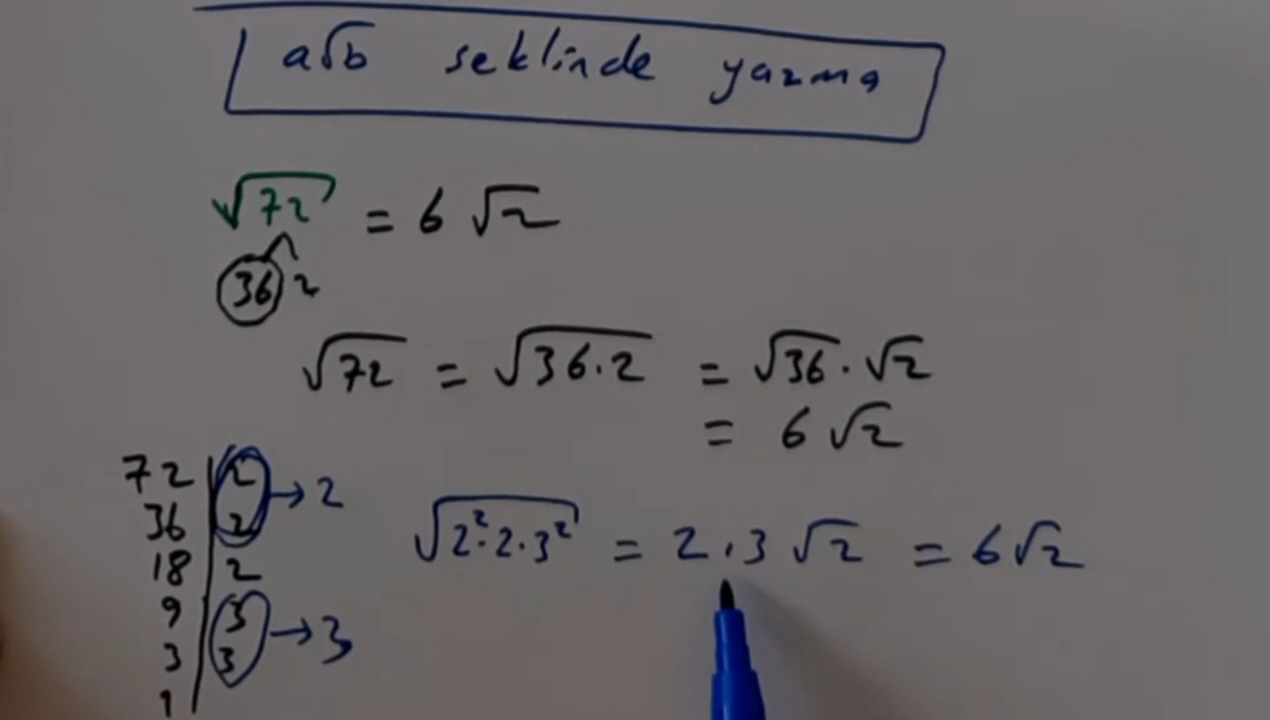 a√b seklinde yazma
√72 = 6 √2
36 2
√72 = √36.2 = √36 . √2
= 6 √2
72 | 2 → 2
36 | 2
18 | 2
9 | 3 → 3
3 | 3
1
√2².2.3² = 2.3 √2 = 6√2